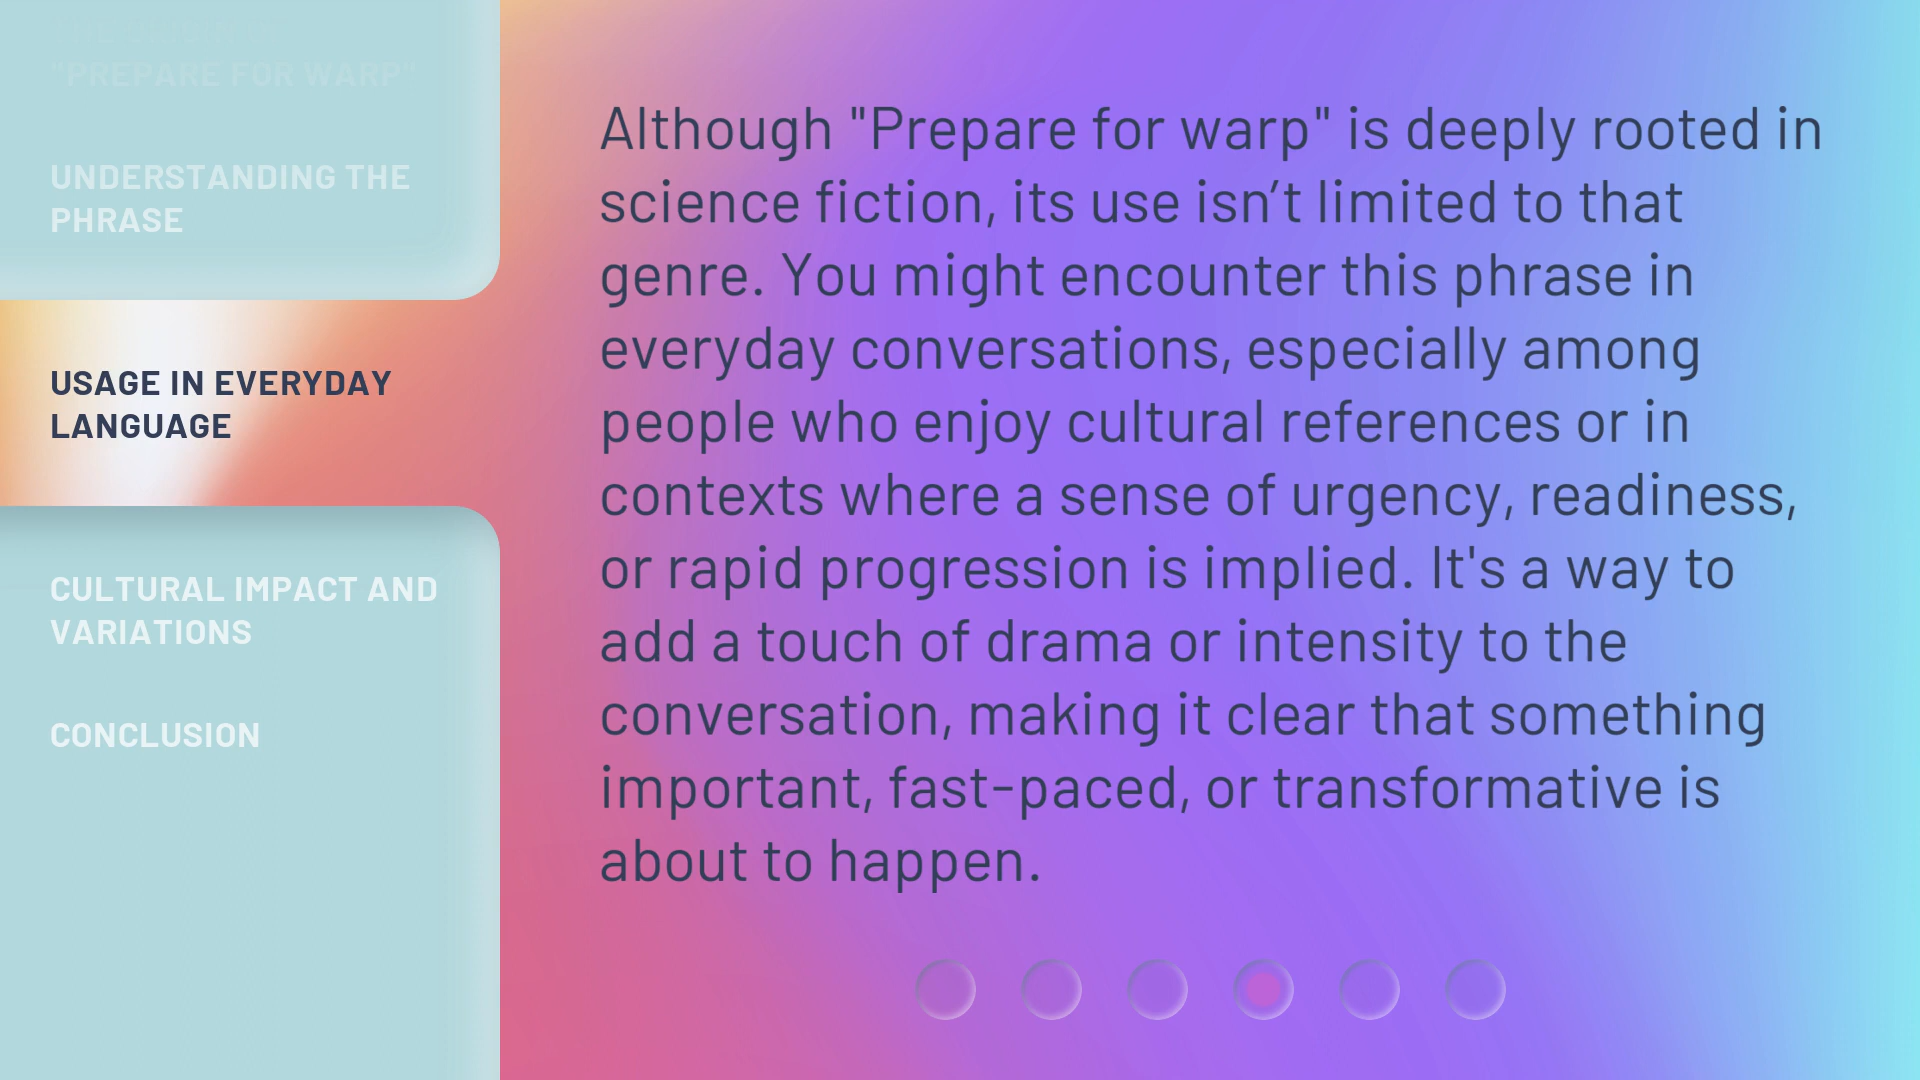 THE ORIGIN OF
"PREPARE FOR WARP"
UNDERSTANDING THE
PHRASE
USAGE IN EVERYDAY
LANGUAGE
CULTURAL IMPACT AND
VARIATIONS
CONCLUSION
Although "Prepare for warp" is deeply rooted in
science fiction, its use isn’t limited to that
genre. You might encounter this phrase in
everyday conversations, especially among
people who enjoy cultural references or in
contexts where a sense of urgency, readiness,
or rapid progression is implied. It's a way to
add a touch of drama or intensity to the
conversation, making it clear that something
important, fast-paced, or transformative is
about to happen.